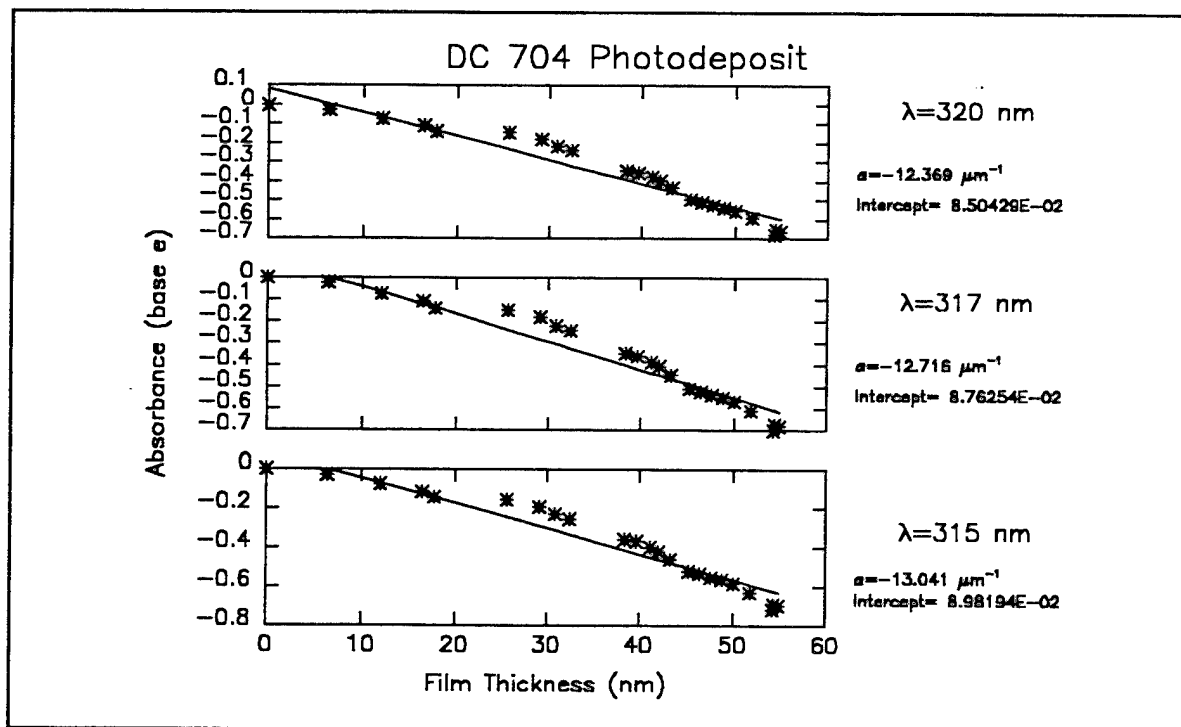 DC 704 Photodeposit
Absorbance (base e)
0.1
0
−0.1
−0.2
−0.3
−0.4
−0.5
−0.6
−0.7
λ=320 nm
α=−12.369 μm⁻¹
Intercept= 8.50429E−02
0
−0.1
−0.2
−0.3
−0.4
−0.5
−0.6
−0.7
λ=317 nm
α=−12.716 μm⁻¹
Intercept= 8.76254E−02
0
−0.2
−0.4
−0.6
−0.8
λ=315 nm
α=−13.041 μm⁻¹
Intercept= 8.98194E−02
0 10 20 30 40 50 60
Film Thickness (nm)